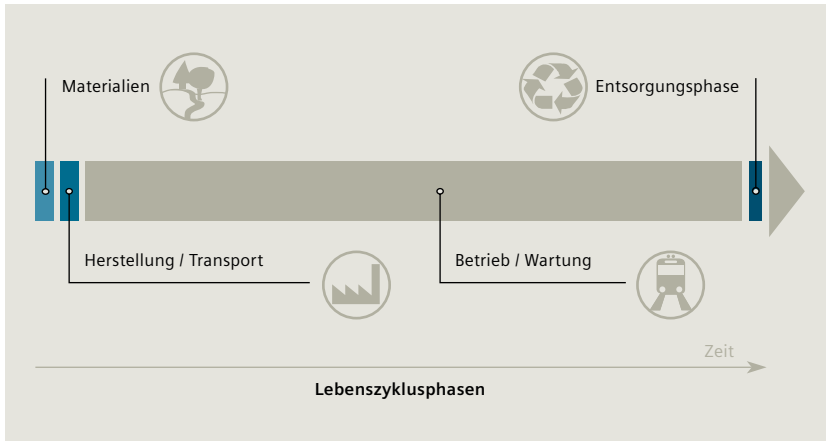 Materialien
Entsorgungsphase
Herstellung / Transport
Betrieb / Wartung
Zeit
Lebenszyklusphasen